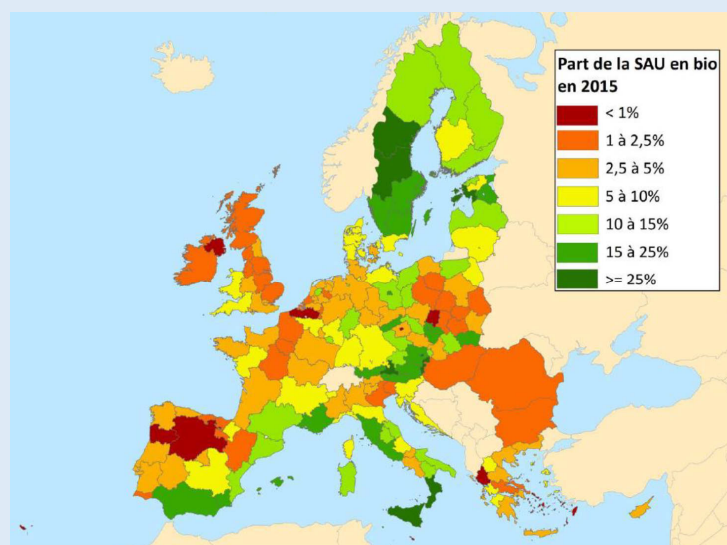 Part de la SAU en bio
en 2015
< 1%
1 à 2,5%
2,5 à 5%
5 à 10%
10 à 15%
15 à 25%
>= 25%